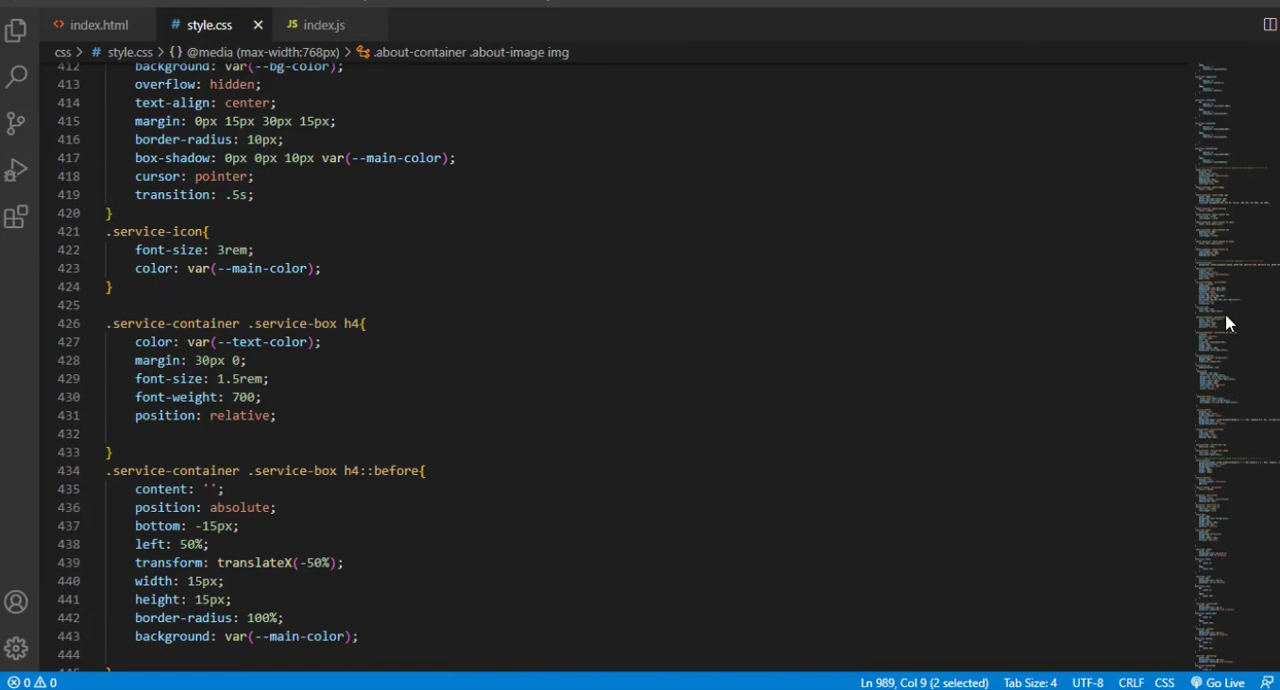 index.html
# style.css
JS index.js
css > # style.css > {} @media (max-width:768px) > .about-container .about-image img
412 background: var(--bg-color);
413 overflow: hidden;
414 text-align: center;
415 margin: 0px 15px 30px 15px;
416 border-radius: 10px;
417 box-shadow: 0px 0px 10px var(--main-color);
418 cursor: pointer;
419 transition: .5s;
420 }
421 .service-icon{
422 font-size: 3rem;
423 color: var(--main-color);
424 }
425
426 .service-container .service-box h4{
427 color: var(--text-color);
428 margin: 30px 0;
429 font-size: 1.5rem;
430 font-weight: 700;
431 position: relative;
432
433 }
434 .service-container .service-box h4::before{
435 content: '';
436 position: absolute;
437 bottom: -15px;
438 left: 50%;
439 transform: translateX(-50%);
440 width: 15px;
441 height: 15px;
442 border-radius: 100%;
443 background: var(--main-color);
444
0 0 Ln 989, Col 9 (2 selected) Tab Size: 4 UTF-8 CRLF CSS Go Live